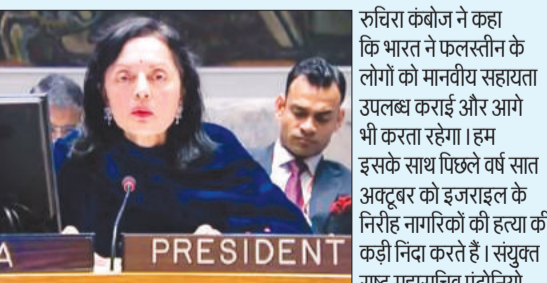 रुचिरा कंबोज ने कहा
कि भारत ने फलस्तीन के
लोगों को मानवीय सहायता
उपलब्ध कराई और आगे
भी करता रहेगा। हम
इसके साथ पिछले वर्ष सात
अक्टूबर को इजराइल के
निरीह नागरिकों की हत्या की
कड़ी निंदा करते हैं। संयुक्त
A PRESIDENT